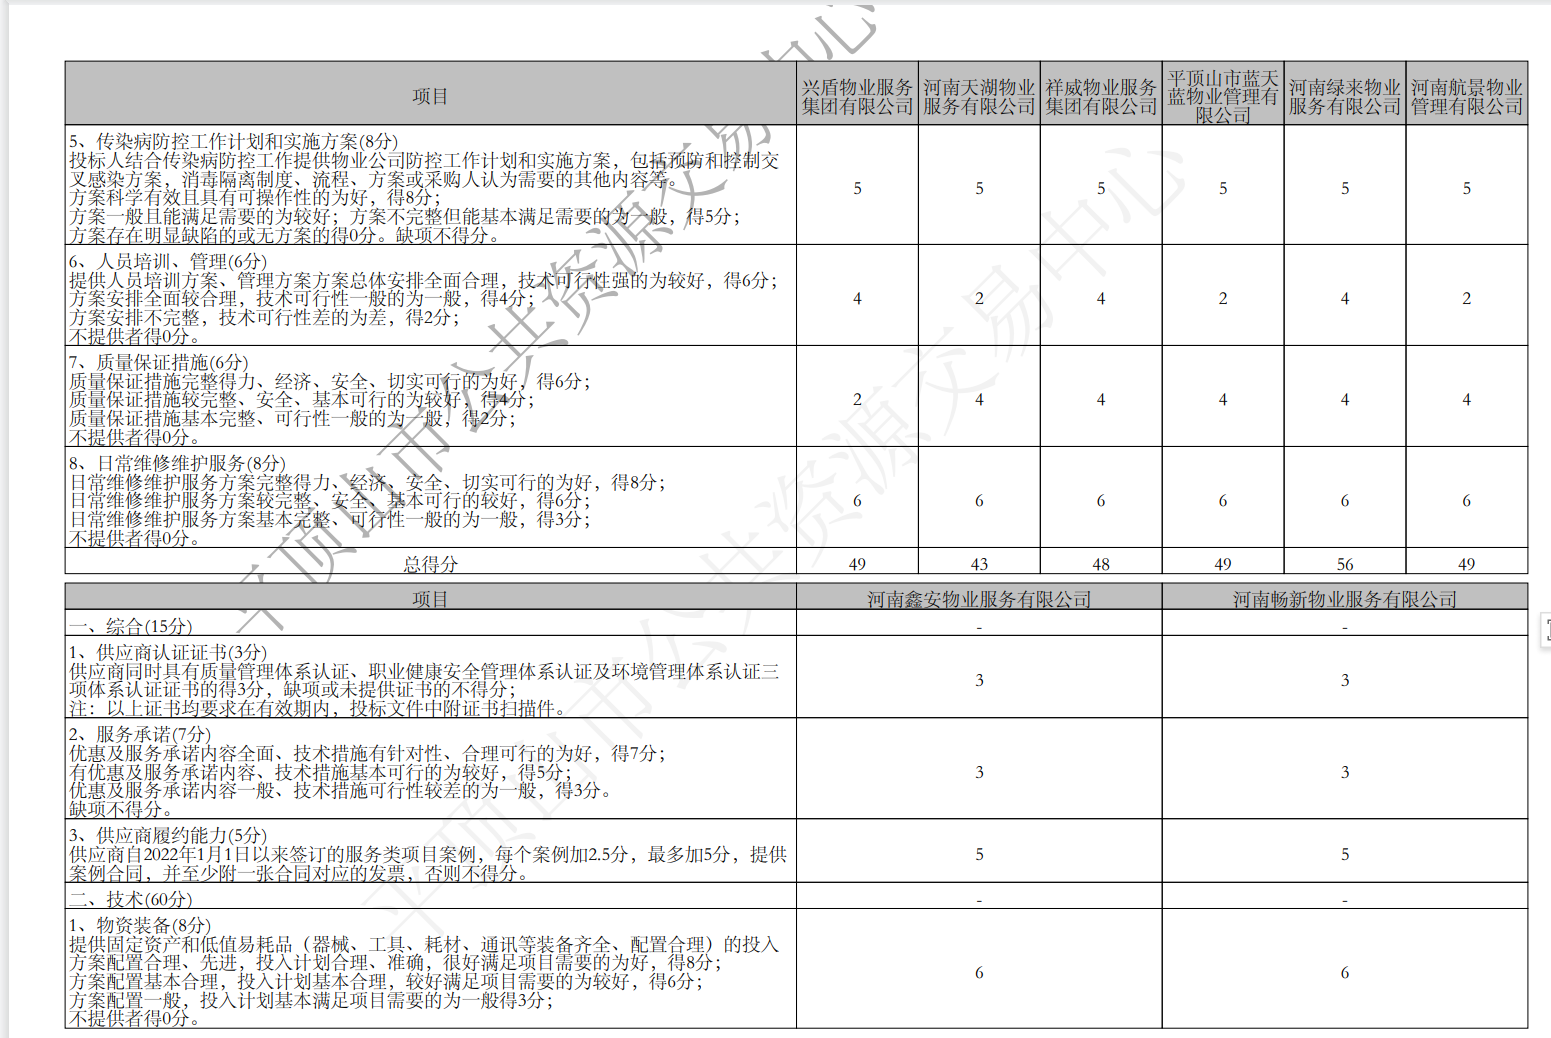 项目
兴盾物业服务
集团有限公司
河南天湖物业
服务有限公司
祥威物业服务
集团有限公司
平顶山市蓝天
蓝物业管理有
限公司
河南绿来物业
服务有限公司
河南航景物业
管理有限公司
5、传染病防控工作计划和实施方案(8分)
投标人结合传染病防控工作提供物业公司防控工作计划和实施方案，包括预防和控制交
叉感染方案，消毒隔离制度、流程、方案或采购人认为需要的其他内容等。
方案科学有效且具有可操作性的为好，得8分；
方案一般且能满足需要的为较好；方案不完整但能基本满足需要的为一般，得5分；
方案存在明显缺陷的或无方案的得0分。缺项不得分。
5 5 5 5 5 5
6、人员培训、管理(6分)
提供人员培训方案、管理方案方案总体安排全面合理，技术可行性强的为较好，得6分；
方案安排全面较合理，技术可行性一般的为一般，得4分；
方案安排不完整，技术可行性差的为差，得2分；
不提供者得0分。
4 2 4 2 4 2
7、质量保证措施(6分)
质量保证措施完整得力、经济、安全、切实可行的为好，得6分；
质量保证措施较完整、安全、基本可行的为较好，得4分；
质量保证措施基本完整、可行性一般的为一般，得2分；
不提供者得0分。
2 4 4 4 4 4
8、日常维修维护服务(8分)
日常维修维护服务方案完整得力、经济、安全、切实可行的为好，得8分；
日常维修维护服务方案较完整、安全、基本可行的较好，得6分；
日常维修维护服务方案基本完整、可行性一般的为一般，得3分；
不提供者得0分。
6 6 6 6 6 6
总得分 49 43 48 49 56 49
项目 河南鑫安物业服务有限公司 河南畅新物业服务有限公司
一、综合(15分) - -
1、供应商认证证书(3分)
供应商同时具有质量管理体系认证、职业健康安全管理体系认证及环境管理体系认证三
项体系认证证书的得3分，缺项或未提供证书的不得分；
注：以上证书均要求在有效期内，投标文件中附证书扫描件。
3 3
2、服务承诺(7分)
优惠及服务承诺内容全面、技术措施有针对性、合理可行的为好，得7分；
有优惠及服务承诺内容、技术措施基本可行的为较好，得5分；
优惠及服务承诺内容一般、技术措施可行性较差的为一般，得3分。
缺项不得分。
3 3
3、供应商履约能力(5分)
供应商自2022年1月1日以来签订的服务类项目案例，每个案例加2.5分，最多加5分，提供
案例合同，并至少附一张合同对应的发票，否则不得分。
5 5
二、技术(60分) - -
1、物资装备(8分)
提供固定资产和低值易耗品（器械、工具、耗材、通讯等装备齐全、配置合理）的投入
方案配置合理、先进，投入计划合理、准确，很好满足项目需要的为好，得8分；
方案配置基本合理，投入计划基本合理，较好满足项目需要的为较好，得6分；
方案配置一般，投入计划基本满足项目需要的为一般得3分；
不提供者得0分。
6 6
平顶山市公共资源交易中心
平顶山市公共资源交易中心